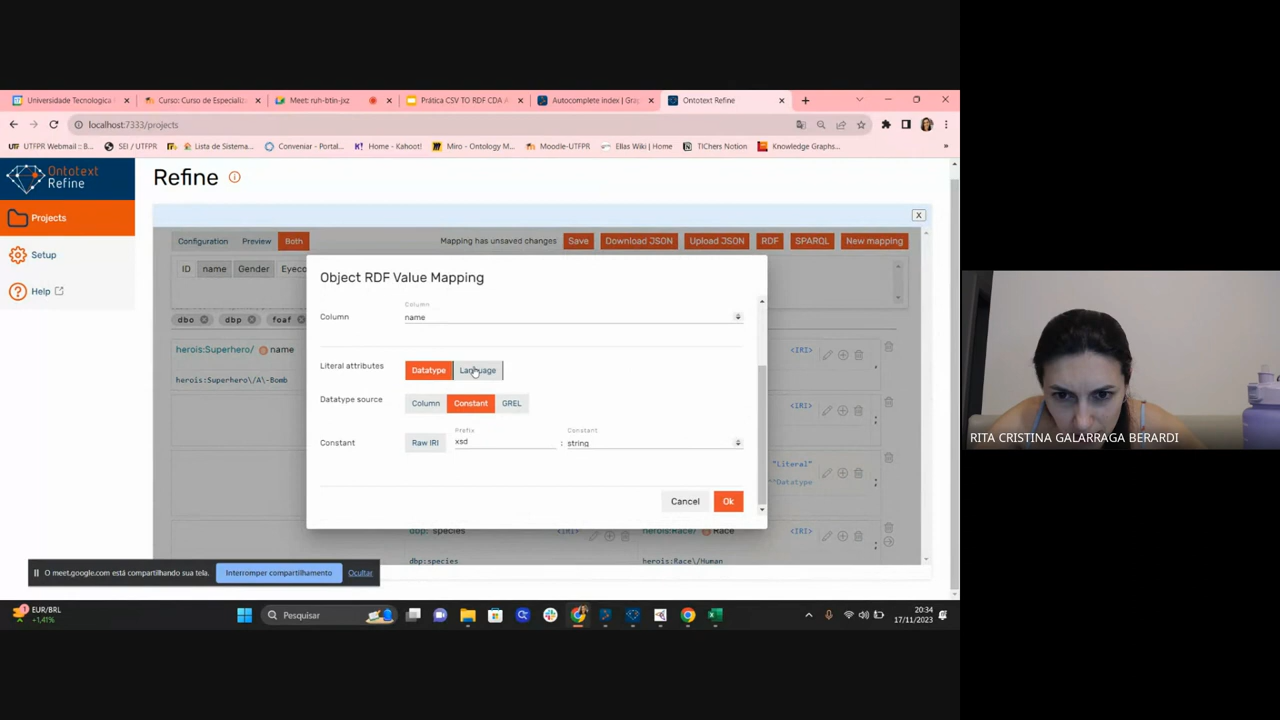 Universidade Tecnologica
Curso: Curso de Especializ
Meet: ruh-btin-jxz
Prática CSV TO RDF CDA A
Autocomplete index | Grap
Ontotext Refine
localhost:7333/projects
UTFPR Webmail :: B...
SEI / UTFPR
Lista de Sistema...
Conveniar - Portal...
Home - Kahoot!
Miro - Ontology M...
Moodle-UTFPR
Elias Wiki | Home
TIChers Notion
Knowledge Graphs...
Ontotext
Refine
Projects
Setup
Help
Refine
X
Configuration
Preview
Both
Mapping has unsaved changes
Save
Download JSON
Upload JSON
RDF
SPARQL
New mapping
ID
name
Gender
Eyeco
dbo
dbp
foaf
herois:Superhero/
name
herois:Superhero\/A\-Bomb
Object RDF Value Mapping
Column
Column
name
Literal attributes
Datatype
Language
Datatype source
Column
Constant
GREL
Prefix
Constant
Constant
Raw IRI
xsd
:
string
Cancel
Ok
<IRI>
<IRI>
"Literal"
^^Datatype
dbp: species
<IRI>
herois:Race/
Race
<IRI>
dbp:species
herois:Race\/Human
O meet.google.com está compartilhando sua tela.
Interromper compartilhamento
Ocultar
EUR/BRL
+1,41%
Pesquisar
20:34
17/11/2023
RITA CRISTINA GALARRAGA BERARDI